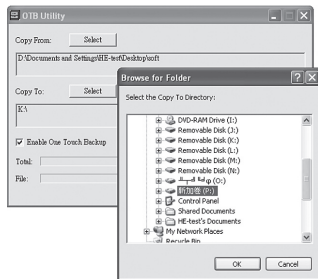 OTB Utility
Copy From:
Select
D:\Documents and Settings\HE-test\Desktop\soft
Copy To:
Select
K:\
Enable One Touch Backup
Total:
File:
Browse for Folder
Select the Copy To Directory:
DVD-RAM Drive (I:)
Removable Disk (J:)
Removable Disk (K:)
Removable Disk (L:)
Removable Disk (M:)
Removable Disk (N:)
(O:)
新加卷 (P:)
Control Panel
Shared Documents
HE-test's Documents
My Network Places
Recycle Bin
OK
Cancel